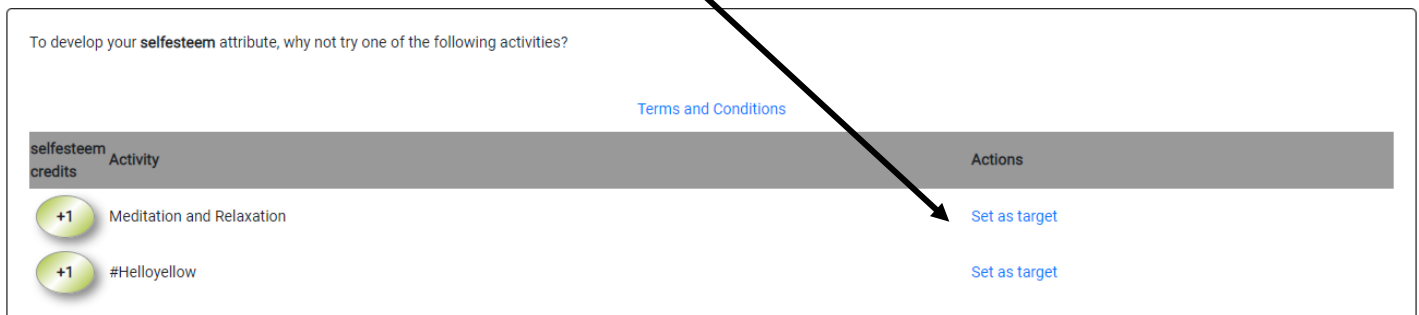 To develop your selfesteem attribute, why not try one of the following activities?
Terms and Conditions
selfesteem credits Activity Actions
+1 Meditation and Relaxation Set as target
+1 #Helloyellow Set as target